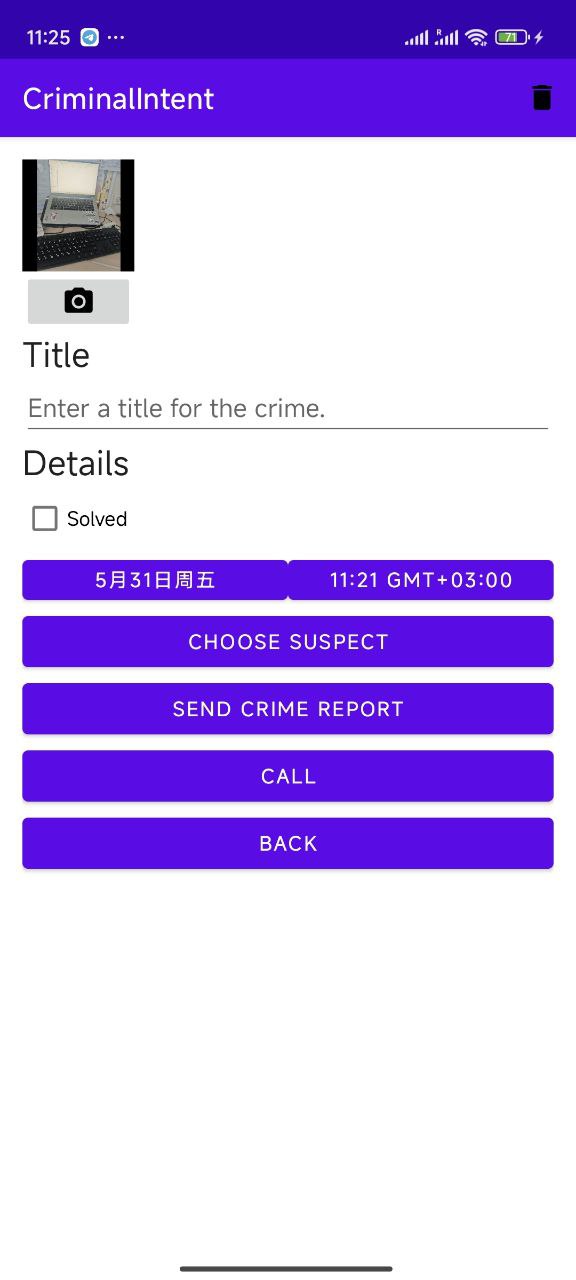 11:25
R
71
CriminalIntent
Title
Enter a title for the crime.
Details
Solved
5月31日周五
11:21 GMT+03:00
CHOOSE SUSPECT
SEND CRIME REPORT
CALL
BACK